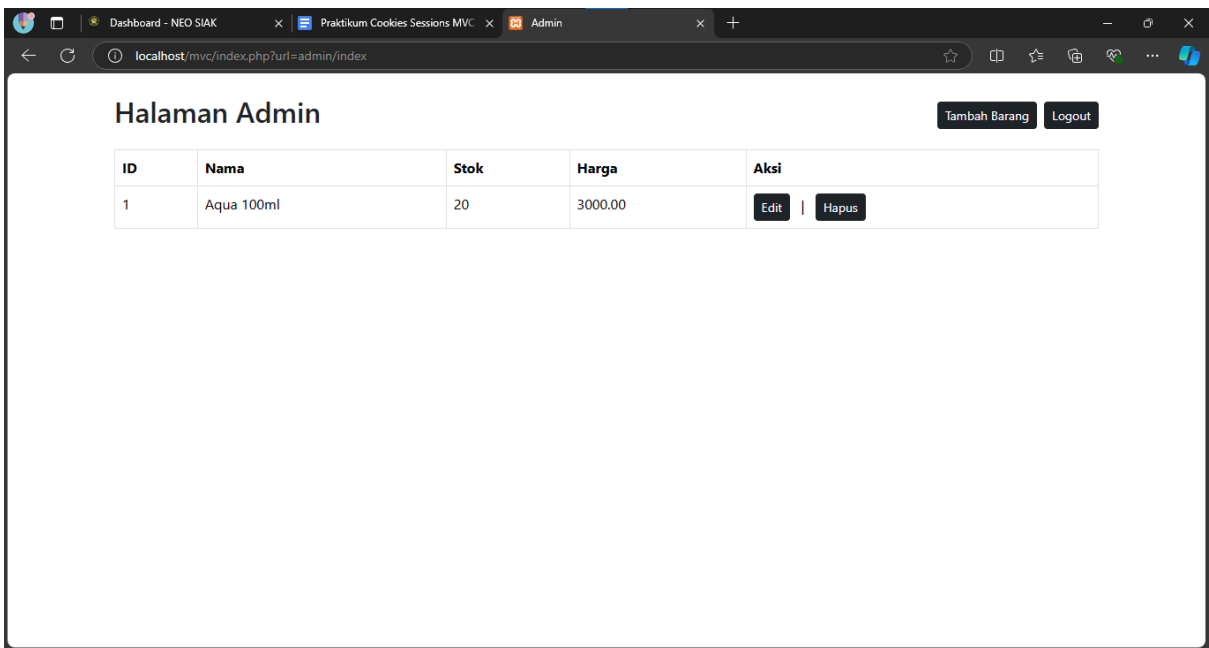 Dashboard - NEO SIAK Praktikum Cookies Sessions MVC Admin
localhost/mvc/index.php?url=admin/index
Halaman Admin Tambah Barang Logout
ID Nama Stok Harga Aksi
1 Aqua 100ml 20 3000.00 Edit | Hapus